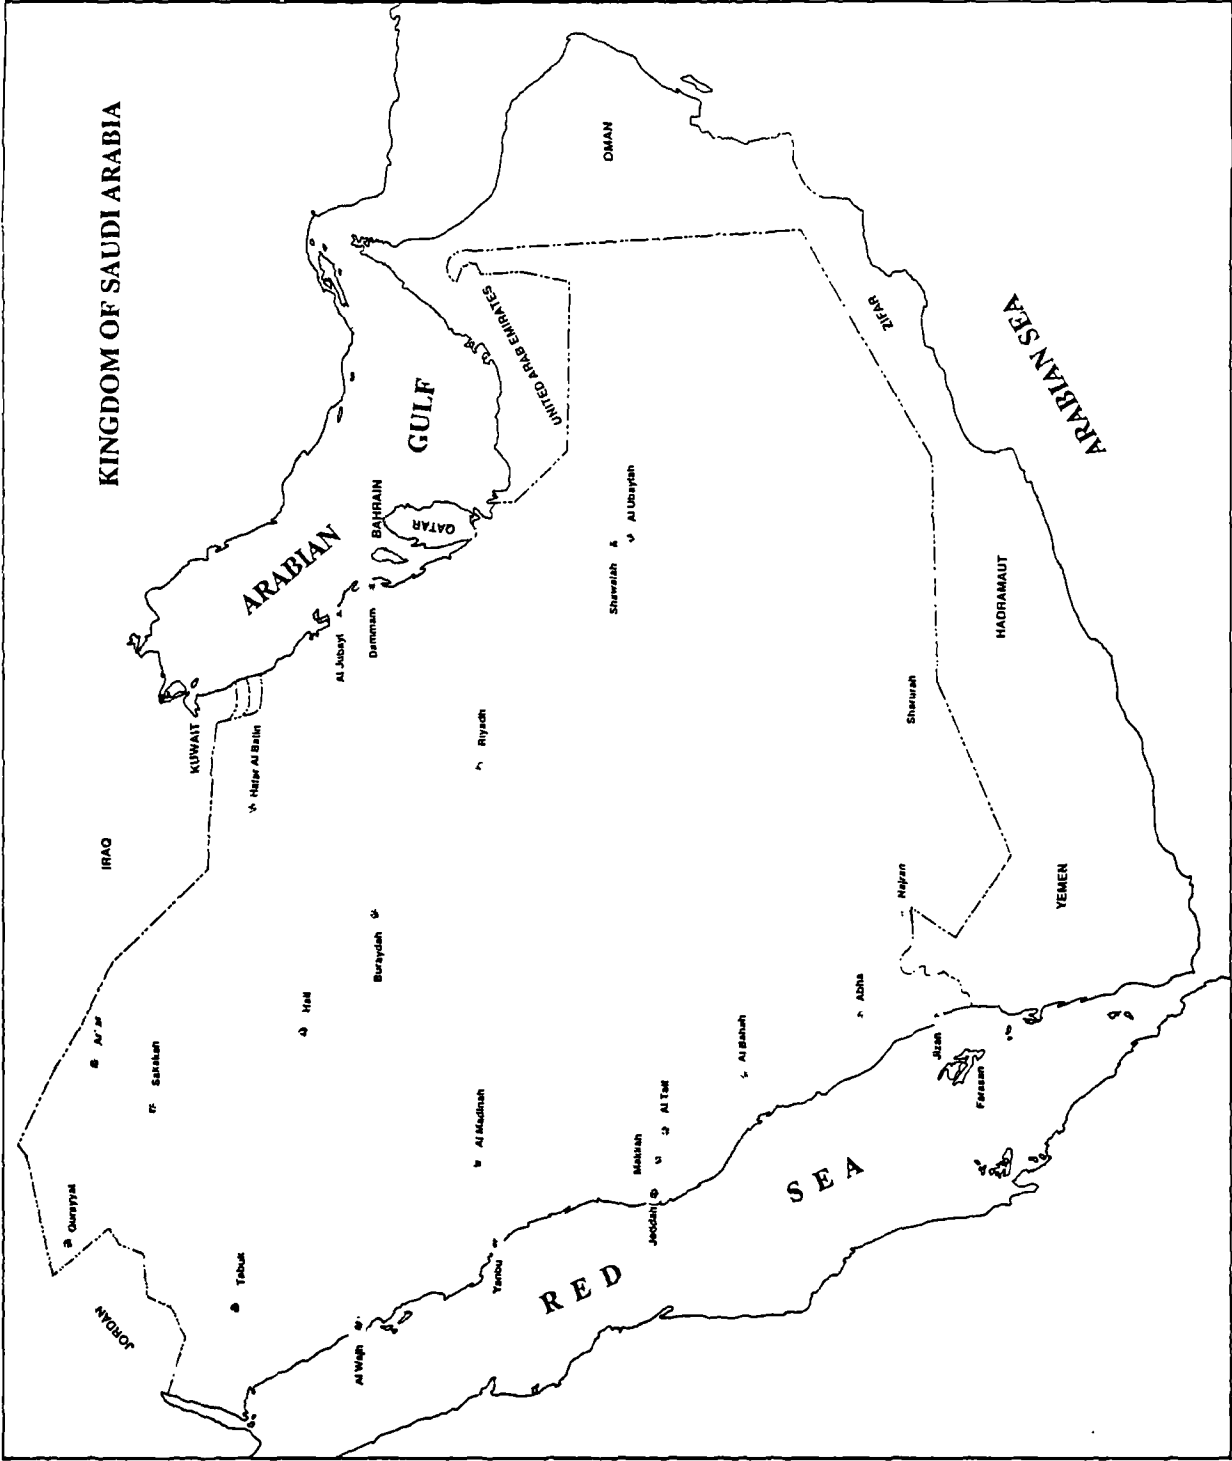 KINGDOM OF SAUDI ARABIA
IRAQ
JORDAN
KUWAIT
ARABIAN
GULF
BAHRAIN
QATAR
UNITED ARAB EMIRATES
OMAN
Qurayyat
Ar'ar
Sakakah
Tabuk
Hail
Hafar Al Batin
Al Jubayl
Dammam
Buraydah
Al Wajh
Al Madinah
Riyadh
Yanbu
Shawalah
Al Ubaylah
Makkah
Jeddah
Al Taif
Al Bahah
RED
SEA
Abha
Najran
Sharurah
Jizan
Farasan
ZIFAR
HADRAMAUT
YEMEN
ARABIAN SEA